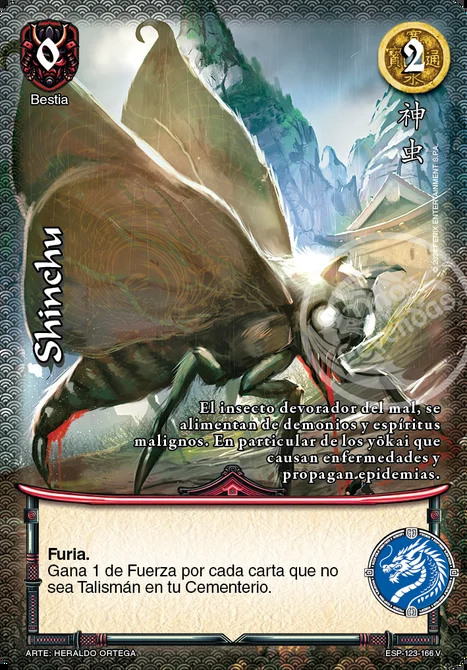 0
Bestia
2
神虫
Shinchu
El insecto devorador del mal, se
alimentan de demonios y espíritus
malignos. En particular de los yōkai que
causan enfermedades y
propagan epidemias.
Furia.
Gana 1 de Fuerza por cada carta que no
sea Talismán en tu Cementerio.
ARTE: HERALDO ORTEGA
ESP-123-166 V